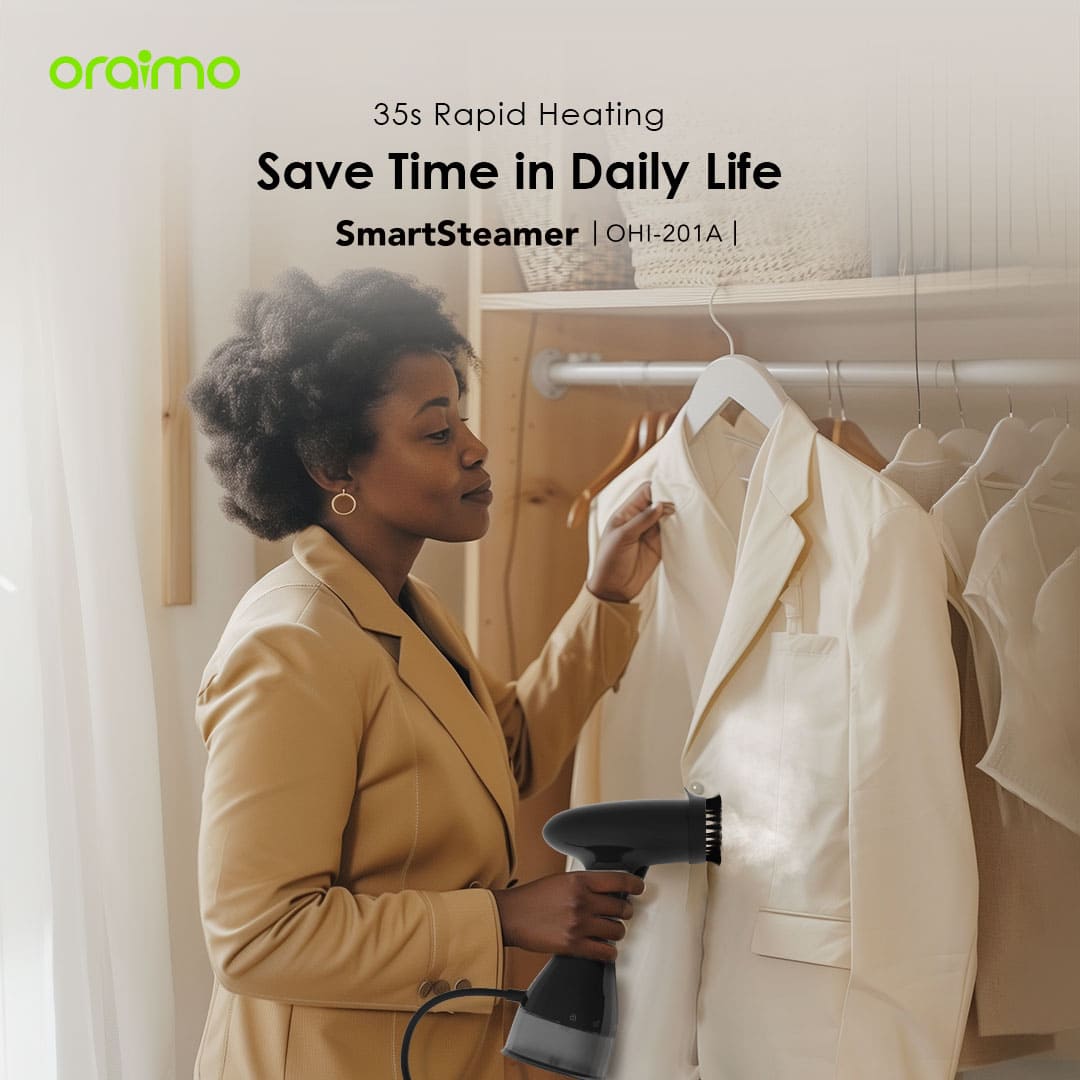 oraimo
35s Rapid Heating
Save Time in Daily Life
SmartSteamer | OHI-201A |